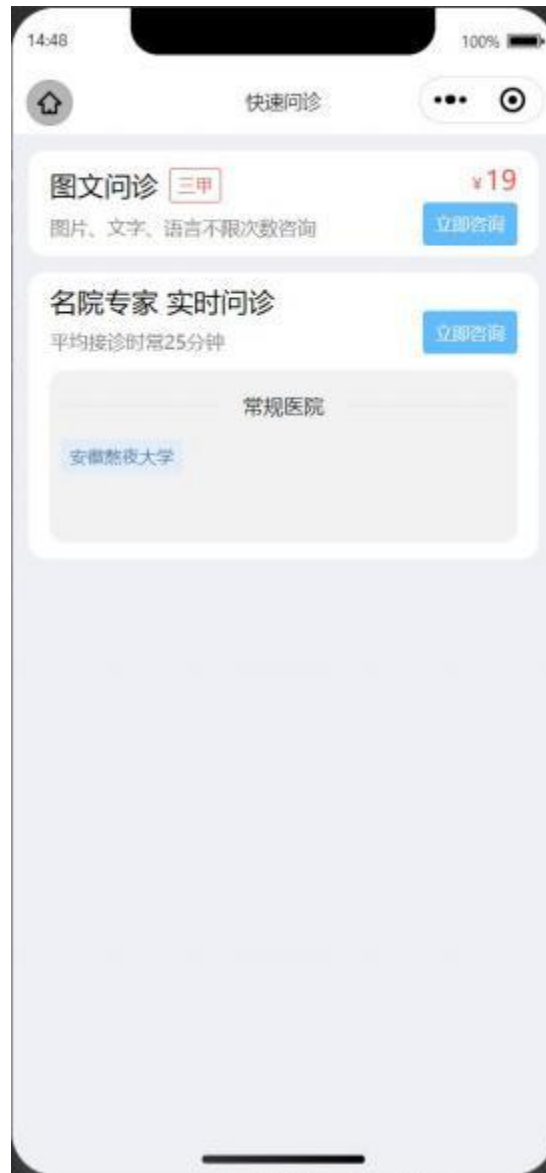 14:48
100%
快速问诊
图文问诊 三甲
¥19
图片、文字、语言不限次数咨询
立即咨询
名院专家 实时问诊
平均接诊时常25分钟
立即咨询
常规医院
安徽熬夜大学